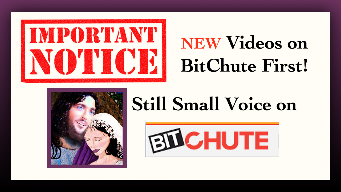 IMPORTANT
NOTICE
NEW Videos on
BitChute First!
Still Small Voice on
BITCHUTE